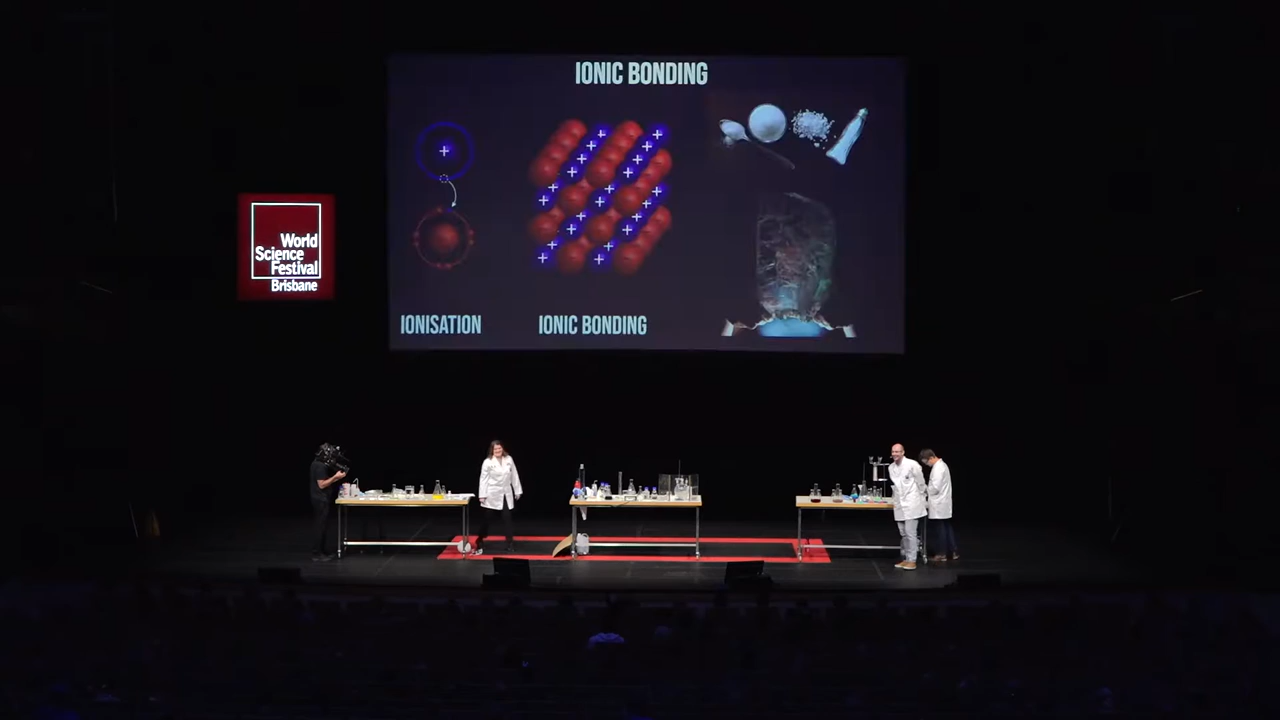 IONIC BONDING
World
Science
Festival
Brisbane
IONISATION
IONIC BONDING